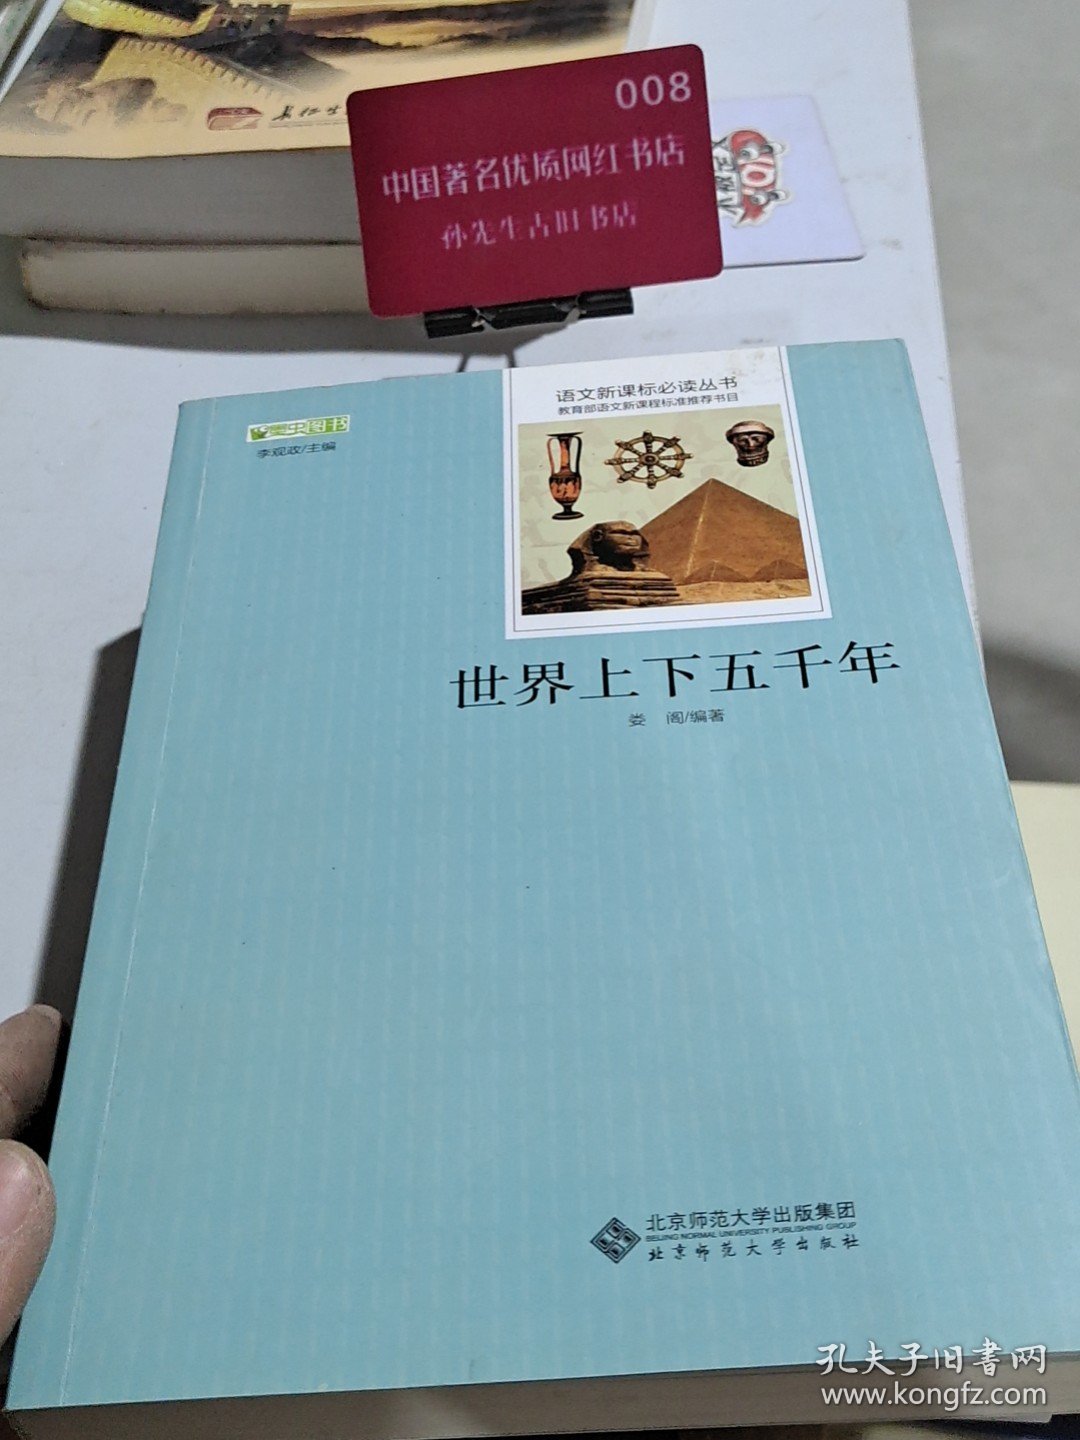 008
中国著名优质网红书店
孙先生古旧书店
语文新课标必读丛书
教育部语文新课程标准推荐书目
虫图书
李观政/主编
世界上下五千年
娄 阁/编著
北京师范大学出版集团
BEIJING NORMAL UNIVERSITY PUBLISHING GROUP
北京师范大学出版社
孔夫子旧書网
www.kongfz.com